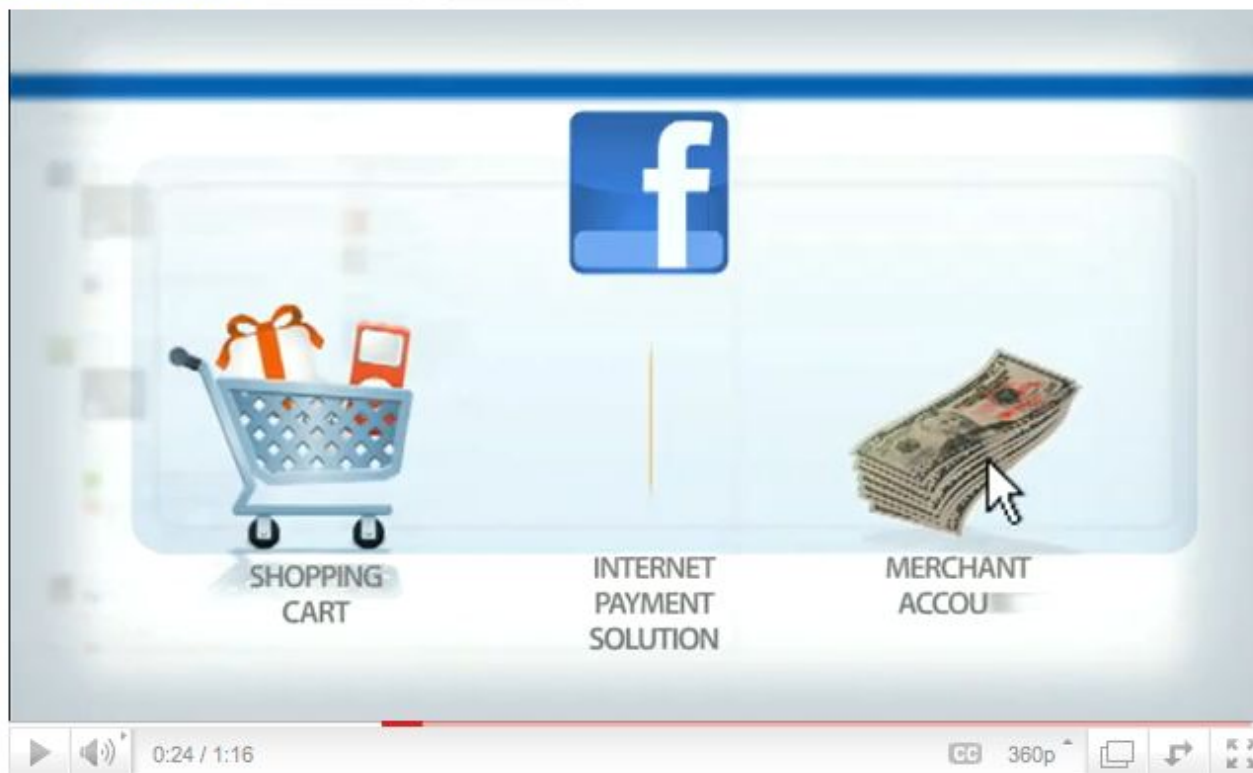 f
SHOPPING
CART
INTERNET
PAYMENT
SOLUTION
MERCHANT
ACCOU
0:24 / 1:16
CC
360p